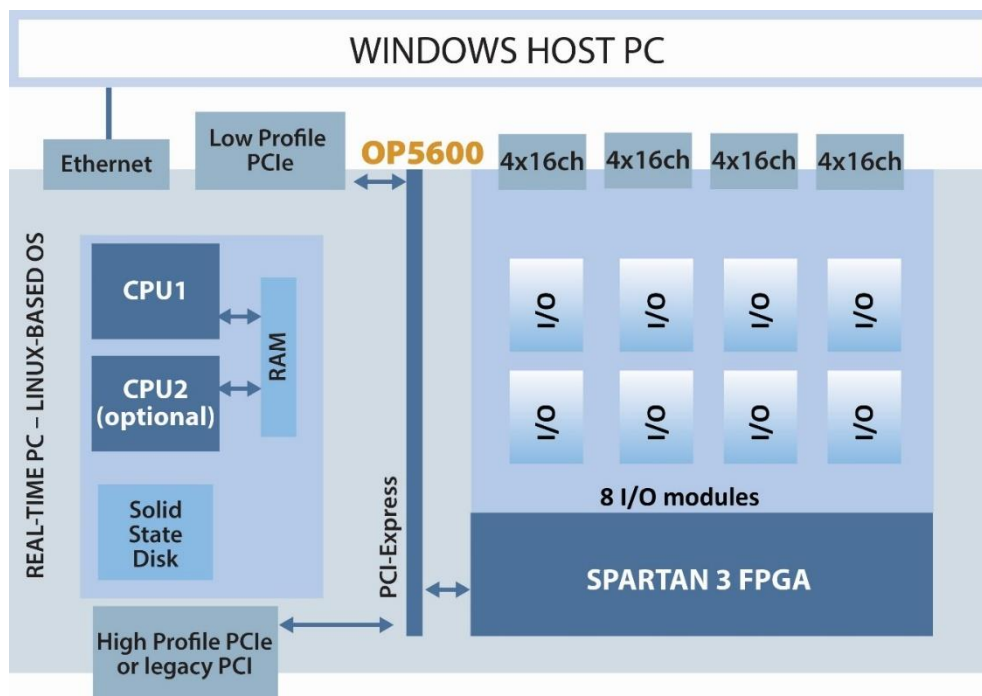 WINDOWS HOST PC
Ethernet
Low Profile
PCIe
OP5600
4x16ch
4x16ch
4x16ch
4x16ch
REAL-TIME PC – LINUX-BASED OS
CPU1
CPU2
(optional)
RAM
Solid
State
Disk
PCI-Express
I/O
I/O
I/O
I/O
I/O
I/O
I/O
I/O
8 I/O modules
SPARTAN 3 FPGA
High Profile PCIe
or legacy PCI